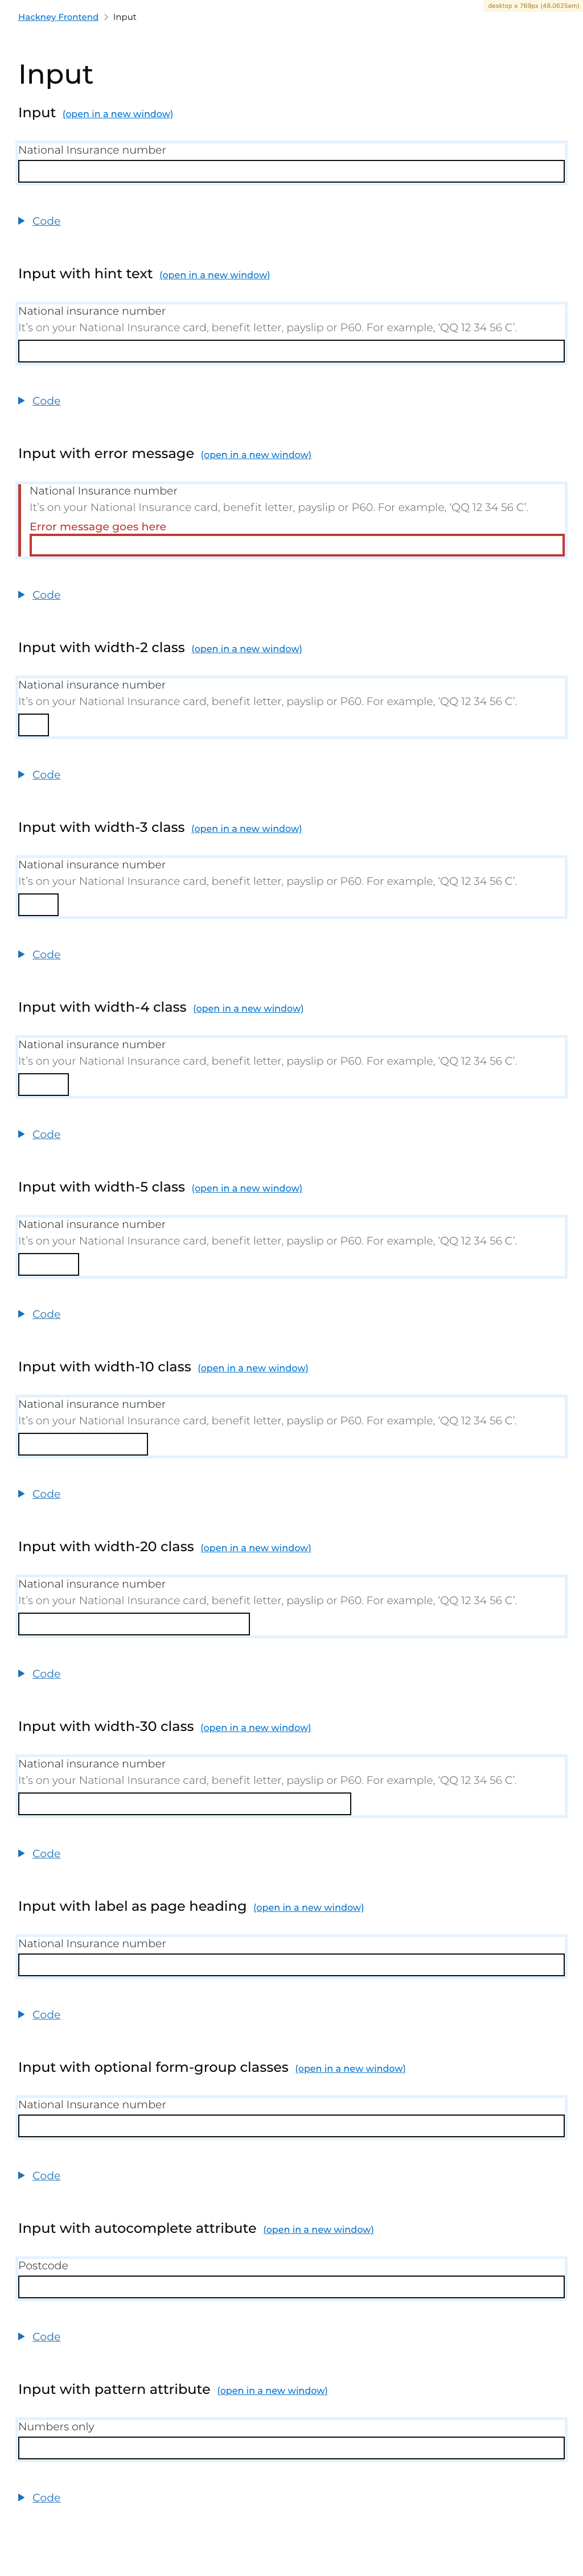 desktop ≥ 769px (48.0625em)
Hackney Frontend > Input
Input
Input (open in a new window)
National Insurance number
Code
Input with hint text (open in a new window)
National insurance number
It's on your National Insurance card, benefit letter, payslip or P60. For example, ‘QQ 12 34 56 C’.
Code
Input with error message (open in a new window)
National Insurance number
It's on your National Insurance card, benefit letter, payslip or P60. For example, ‘QQ 12 34 56 C’.
Error message goes here
Code
Input with width-2 class (open in a new window)
National insurance number
It's on your National Insurance card, benefit letter, payslip or P60. For example, ‘QQ 12 34 56 C’.
Code
Input with width-3 class (open in a new window)
National insurance number
It's on your National Insurance card, benefit letter, payslip or P60. For example, ‘QQ 12 34 56 C’.
Code
Input with width-4 class (open in a new window)
National insurance number
It's on your National Insurance card, benefit letter, payslip or P60. For example, ‘QQ 12 34 56 C’.
Code
Input with width-5 class (open in a new window)
National insurance number
It's on your National Insurance card, benefit letter, payslip or P60. For example, ‘QQ 12 34 56 C’.
Code
Input with width-10 class (open in a new window)
National insurance number
It's on your National Insurance card, benefit letter, payslip or P60. For example, ‘QQ 12 34 56 C’.
Code
Input with width-20 class (open in a new window)
National insurance number
It's on your National Insurance card, benefit letter, payslip or P60. For example, ‘QQ 12 34 56 C’.
Code
Input with width-30 class (open in a new window)
National insurance number
It's on your National Insurance card, benefit letter, payslip or P60. For example, ‘QQ 12 34 56 C’.
Code
Input with label as page heading (open in a new window)
National Insurance number
Code
Input with optional form-group classes (open in a new window)
National Insurance number
Code
Input with autocomplete attribute (open in a new window)
Postcode
Code
Input with pattern attribute (open in a new window)
Numbers only
Code